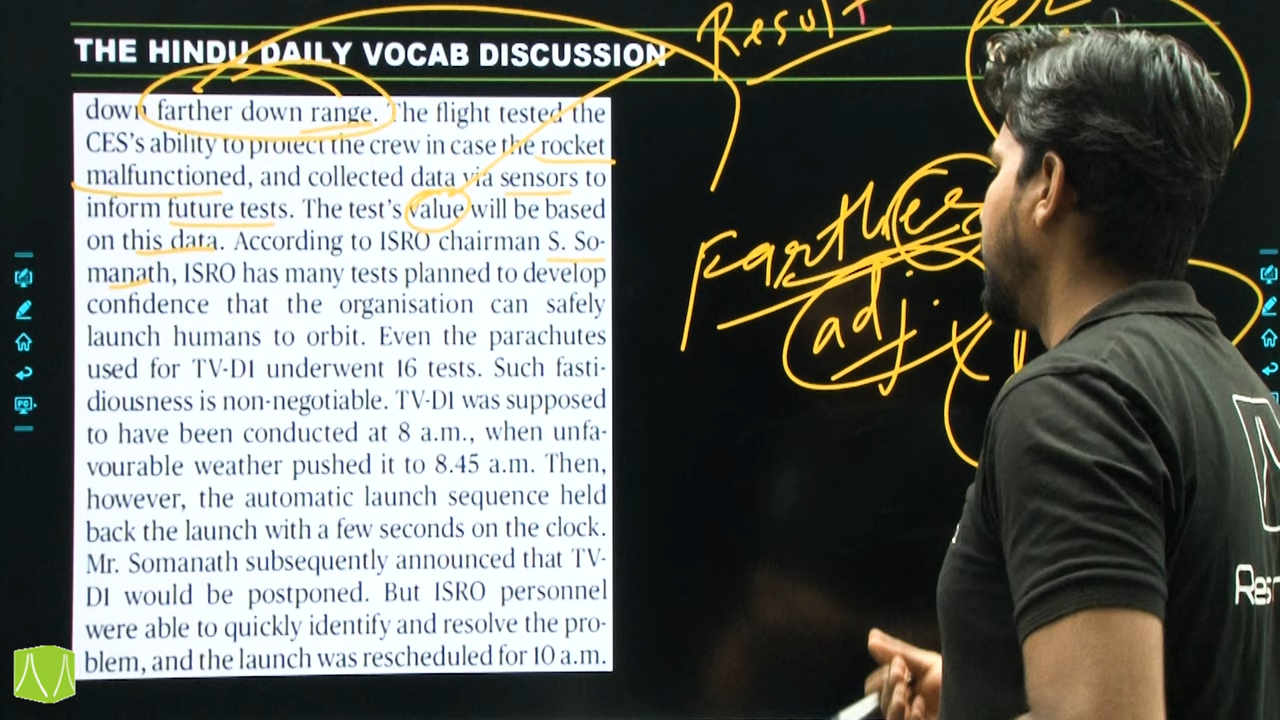 Result
er
THE HINDU DAILY VOCAB DISCUSSION
down farther down range. The flight tested the
CES's ability to protect the crew in case the rocket
malfunctioned, and collected data via sensors to
inform future tests. The test's value will be based
on this data. According to ISRO chairman S. So-
manath, ISRO has many tests planned to develop
confidence that the organisation can safely
launch humans to orbit. Even the parachutes
used for TV-D1 underwent 16 tests. Such fasti-
diousness is non-negotiable. TV-D1 was supposed
to have been conducted at 8 a.m., when unfa-
vourable weather pushed it to 8.45 a.m. Then,
however, the automatic launch sequence held
back the launch with a few seconds on the clock.
Mr. Somanath subsequently announced that TV-
D1 would be postponed. But ISRO personnel
were able to quickly identify and resolve the pro-
blem, and the launch was rescheduled for 10 a.m.
Farther
adj.
PC